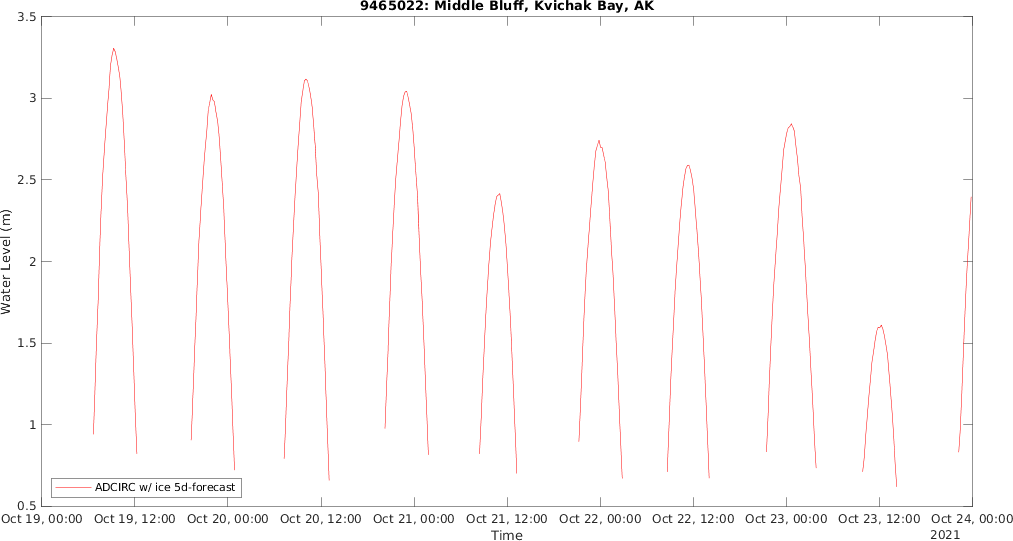 9465022: Middle Bluff, Kvichak Bay, AK
Water Level (m)
3.5
3
2.5
2
1.5
1
0.5
ADCIRC w/ ice 5d-forecast
Oct 19, 00:00 Oct 19, 12:00 Oct 20, 00:00 Oct 20, 12:00 Oct 21, 00:00 Oct 21, 12:00 Oct 22, 00:00 Oct 22, 12:00 Oct 23, 00:00 Oct 23, 12:00 Oct 24, 00:00
2021
Time